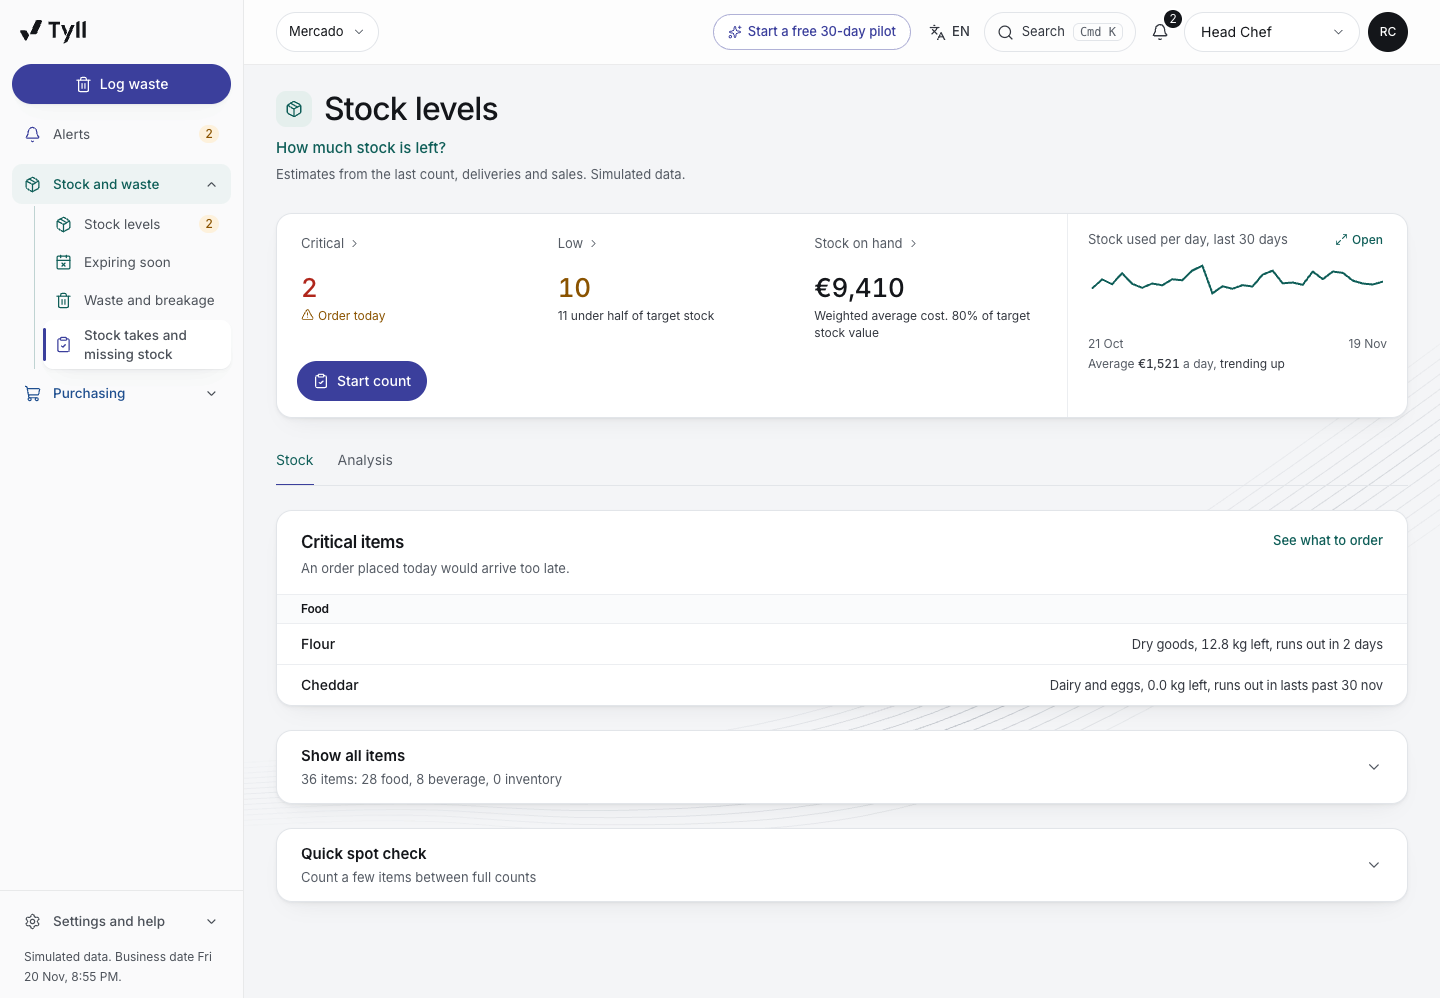 Tyll
Log waste
Alerts 2
Stock and waste
Stock levels 2
Expiring soon
Waste and breakage
Stock takes and
missing stock
Purchasing
Settings and help
Simulated data. Business date Fri
20 Nov, 8:55 PM.
Mercado
Start a free 30-day pilot
EN
Search Cmd K
2
Head Chef
RC
Stock levels
How much stock is left?
Estimates from the last count, deliveries and sales. Simulated data.
Critical
2
Order today
Low
10
11 under half of target stock
Stock on hand
€9,410
Weighted average cost. 80% of target
stock value
Start count
Stock used per day, last 30 days
Open
21 Oct 19 Nov
Average €1,521 a day, trending up
Stock Analysis
Critical items
See what to order
An order placed today would arrive too late.
Food
Flour Dry goods, 12.8 kg left, runs out in 2 days
Cheddar Dairy and eggs, 0.0 kg left, runs out in lasts past 30 nov
Show all items
36 items: 28 food, 8 beverage, 0 inventory
Quick spot check
Count a few items between full counts